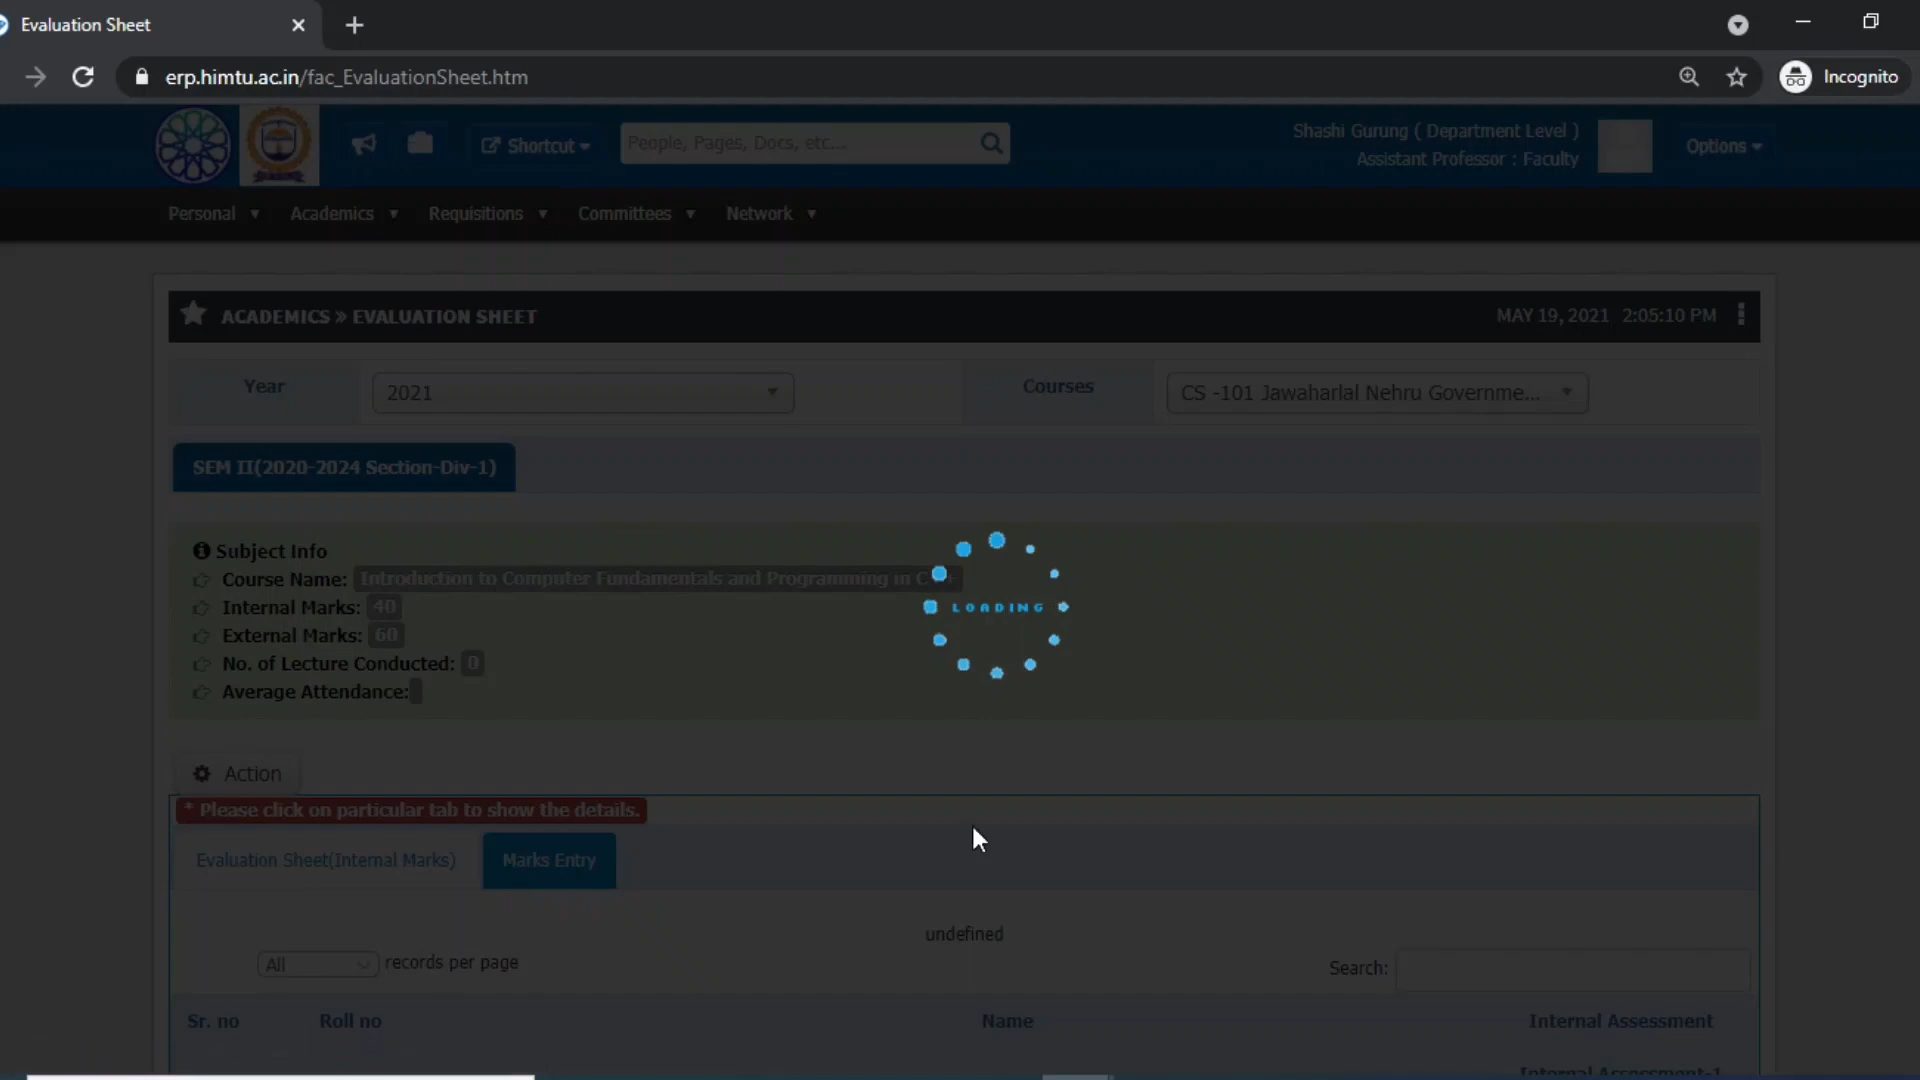 Evaluation Sheet
erp.himtu.ac.in/fac_EvaluationSheet.htm
Incognito
Shortcut
People, Pages, Docs, etc...
Shashi Gurung ( Department Level )
Assistant Professor : Faculty
Options
Personal Academics Requisitions Committees Network
ACADEMICS » EVALUATION SHEET
MAY 19, 2021 2:05:10 PM
Year
2021
Courses
CS -101 Jawaharlal Nehru Governme...
SEM II(2020-2024 Section-Div-1)
Subject Info
Course Name: Introduction to Computer Fundamentals and Programming in C
LOADING
Internal Marks: 40
External Marks: 60
No. of Lecture Conducted: 0
Average Attendance:
Action
* Please click on particular tab to show the details.
Evaluation Sheet(Internal Marks)
Marks Entry
undefined
All records per page
Search:
Sr. no Roll no Name Internal Assessment
Internal Assessment-1